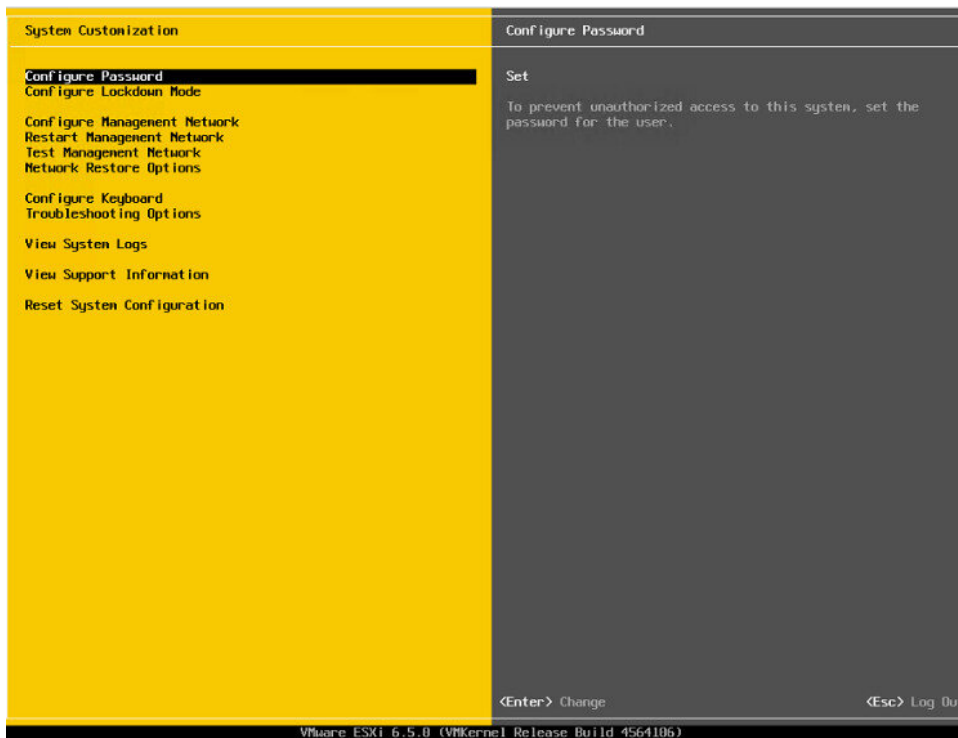 System Customization
Configure Password
Configure Password
Configure Lockdown Mode
Configure Management Network
Restart Management Network
Test Management Network
Network Restore Options
Configure Keyboard
Troubleshooting Options
View System Logs
View Support Information
Reset System Configuration
Set
To prevent unauthorized access to this system, set the
password for the user.
<Enter> Change
<Esc> Log Ou
VMware ESXi 6.5.0 (VMKernel Release Build 4564106)